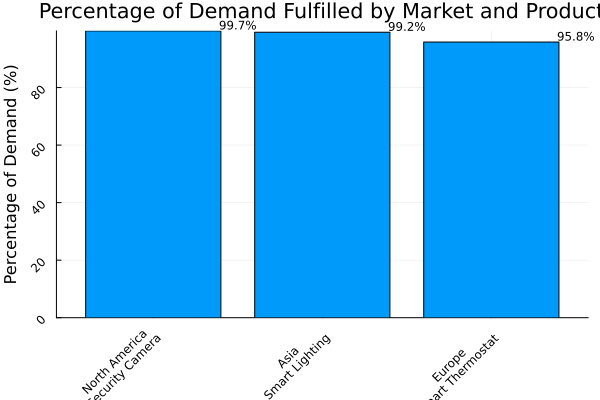 Percentage of Demand Fulfilled by Market and Product
99.7%
99.2%
95.8%
Percentage of Demand (%)
80
60
40
20
0
North America
Security Camera
Asia
Smart Lighting
Europe
Smart Thermostat